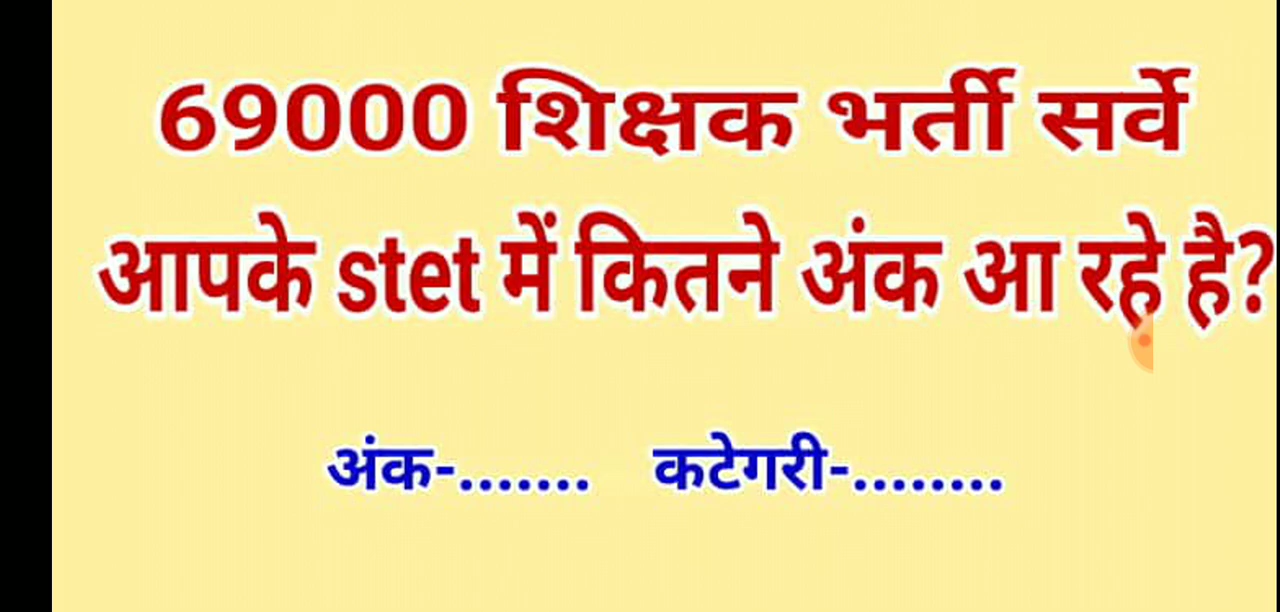 69000 शिक्षक भर्ती सर्वे
आपके stet में कितने अंक आ रहे है?
अंक-....... कटेगरी-........